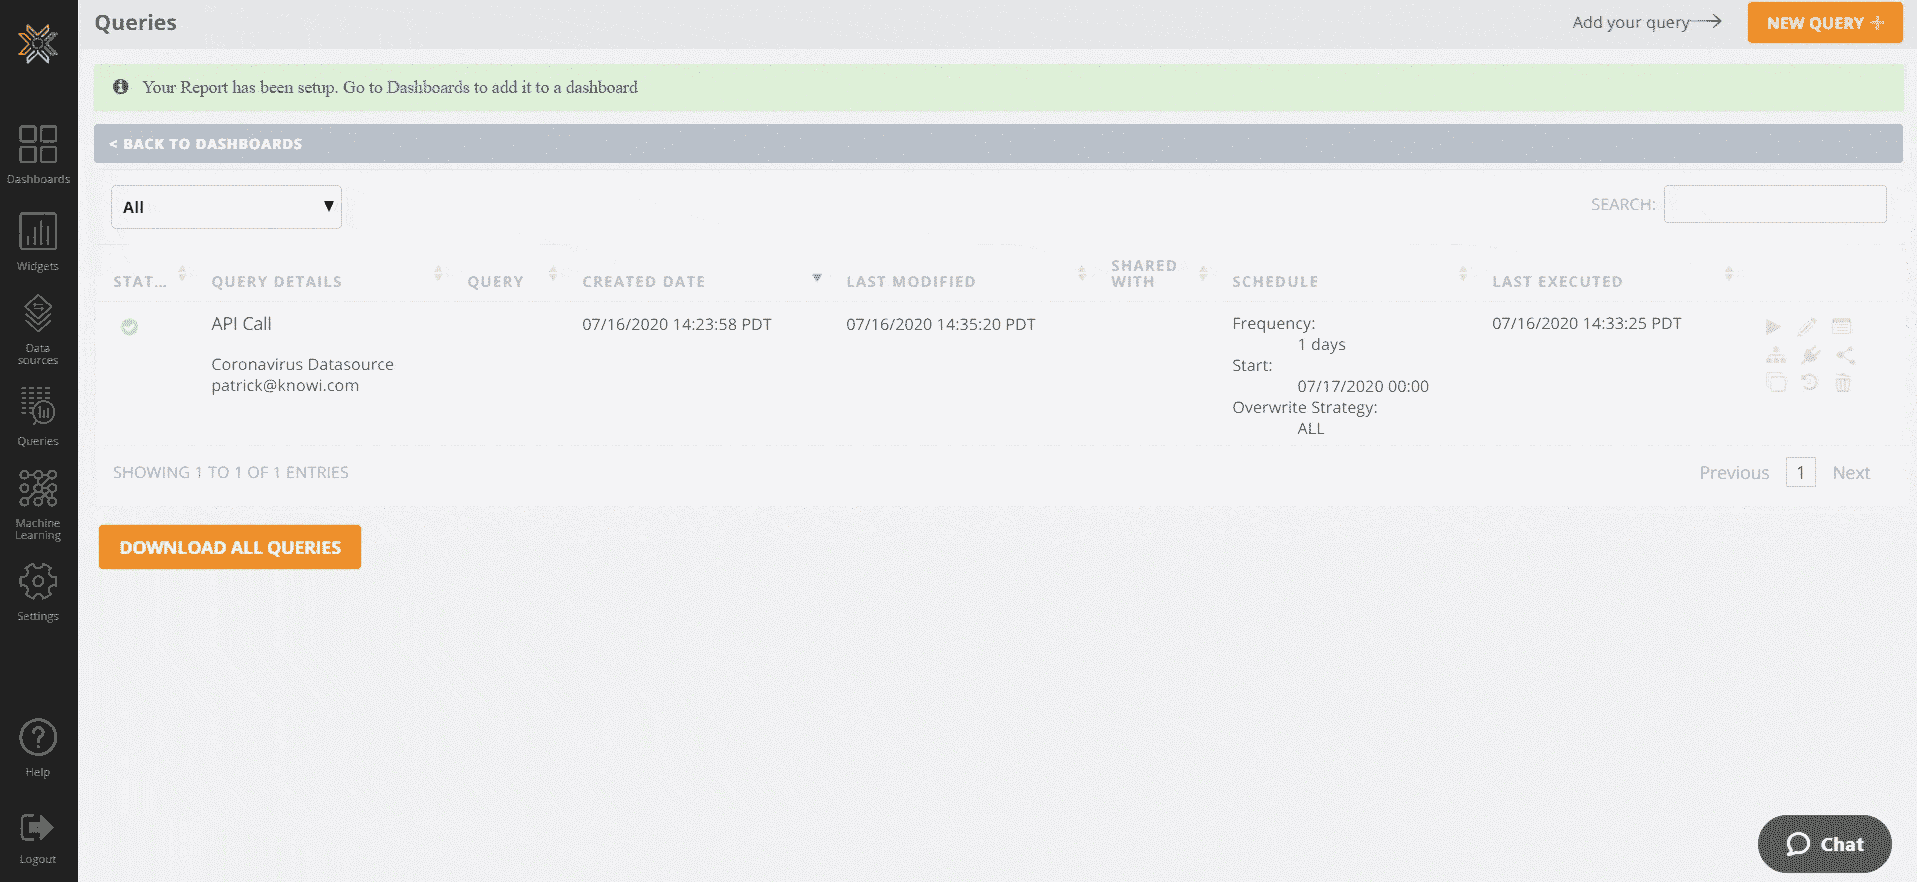 Queries
Add your query
NEW QUERY +
Your Report has been setup. Go to Dashboards to add it to a dashboard
< BACK TO DASHBOARDS
All
SEARCH:
STAT...
QUERY DETAILS
QUERY
CREATED DATE
LAST MODIFIED
SHARED
WITH
SCHEDULE
LAST EXECUTED
API Call
07/16/2020 14:23:58 PDT
07/16/2020 14:35:20 PDT
Frequency:
1 days
Start:
07/17/2020 00:00
Overwrite Strategy:
ALL
07/16/2020 14:33:25 PDT
Coronavirus Datasource
patrick@knowi.com
SHOWING 1 TO 1 OF 1 ENTRIES
Previous
1
Next
DOWNLOAD ALL QUERIES
Dashboards
Widgets
Data
sources
Queries
Machine
Learning
Settings
Help
Logout
Chat